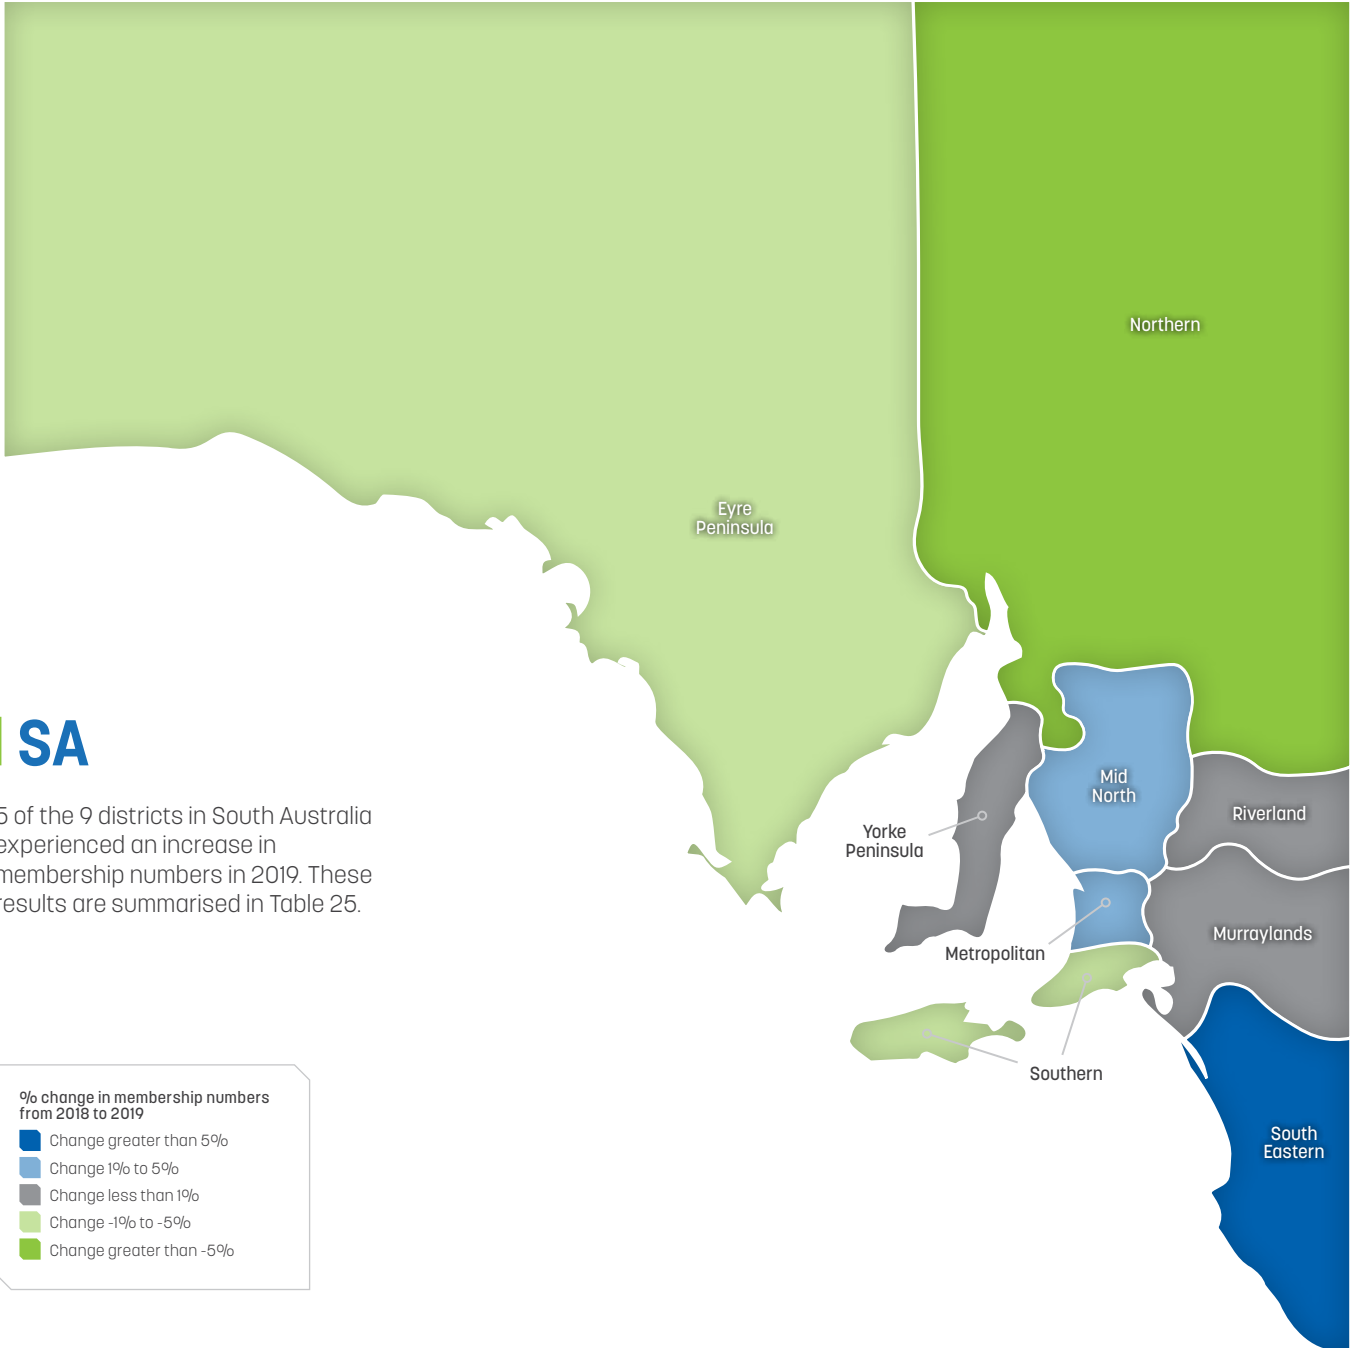 Northern
Eyre
Peninsula
SA
5 of the 9 districts in South Australia
experienced an increase in
membership numbers in 2019. These
results are summarised in Table 25.
Mid
North
Riverland
Yorke
Peninsula
Murraylands
Metropolitan
Southern
South
Eastern
% change in membership numbers
from 2018 to 2019
Change greater than 5%
Change 1% to 5%
Change less than 1%
Change -1% to -5%
Change greater than -5%